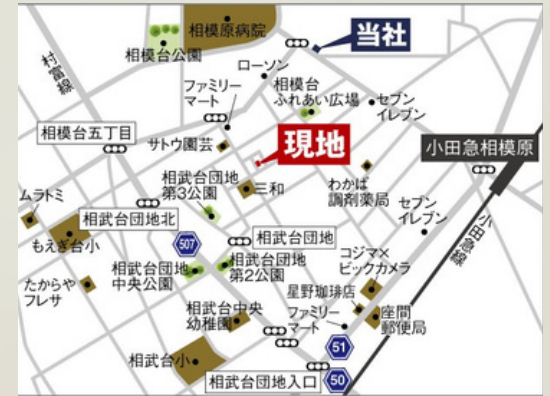 相模原病院
当社
相模台公園
村富線
ローソン
ファミリー
マート
相模台
ふれあい広場
セブン
イレブン
相模台五丁目
サトウ園芸
現地
小田急相模原
相武台団地
第3公園
三和
わかば
調剤薬局
ムラトミ
相武台団地北
セブン
イレブン
もえぎ台小
507
相武台団地
小田急線
相武台団地
中央公園
相武台団地
第2公園
コジマ×
ビックカメラ
たからや
フレサ
星野珈琲店
相武台中央
幼稚園
ファミリー
マート
座間
郵便局
51
相武台小
相武台団地入口
50